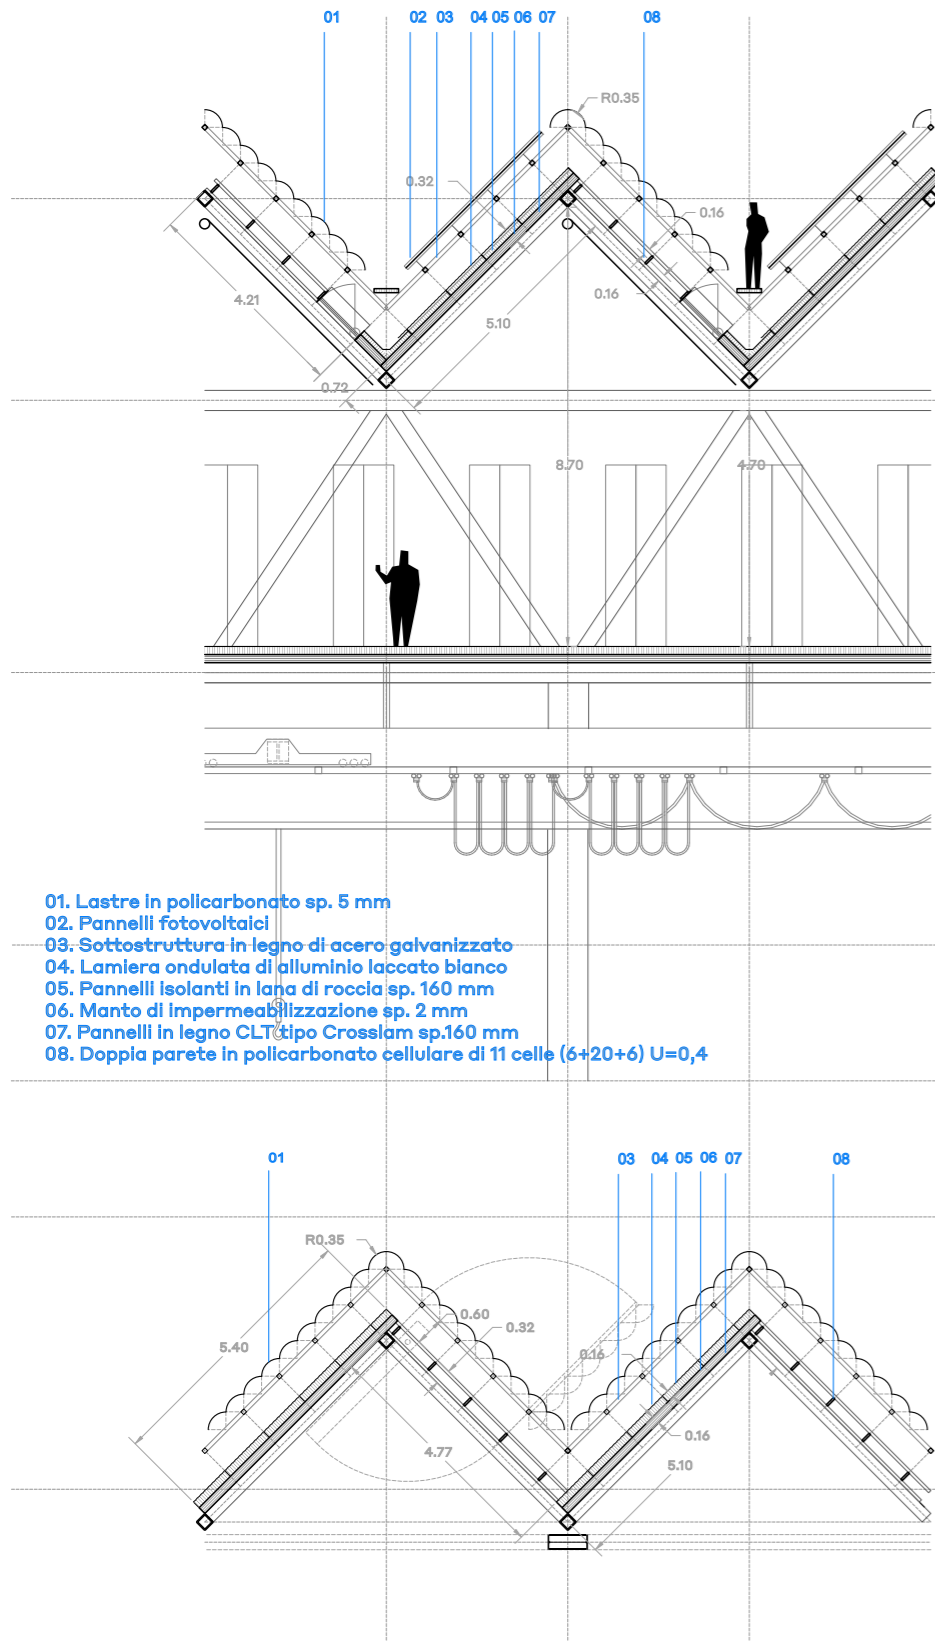 01 02 03 04 05 06 07 08
R0.35
0.32
0.16
4.21
0.16
5.10
0.72
8.70 4.70
01. Lastre in policarbonato sp. 5 mm
02. Pannelli fotovoltaici
03. Sottostruttura in legno di acero galvanizzato
04. Lamiera ondulata di alluminio laccato bianco
05. Pannelli isolanti in lana di roccia sp. 160 mm
06. Manto di impermeabilizzazione sp. 2 mm
07. Pannelli in legno CLT tipo Crosslam sp.160 mm
08. Doppia parete in policarbonato cellulare di 11 celle (6+20+6) U=0,4
01 03 04 05 06 07 08
R0.35
0.60
0.32
5.40
0.16
0.16
4.77
5.10